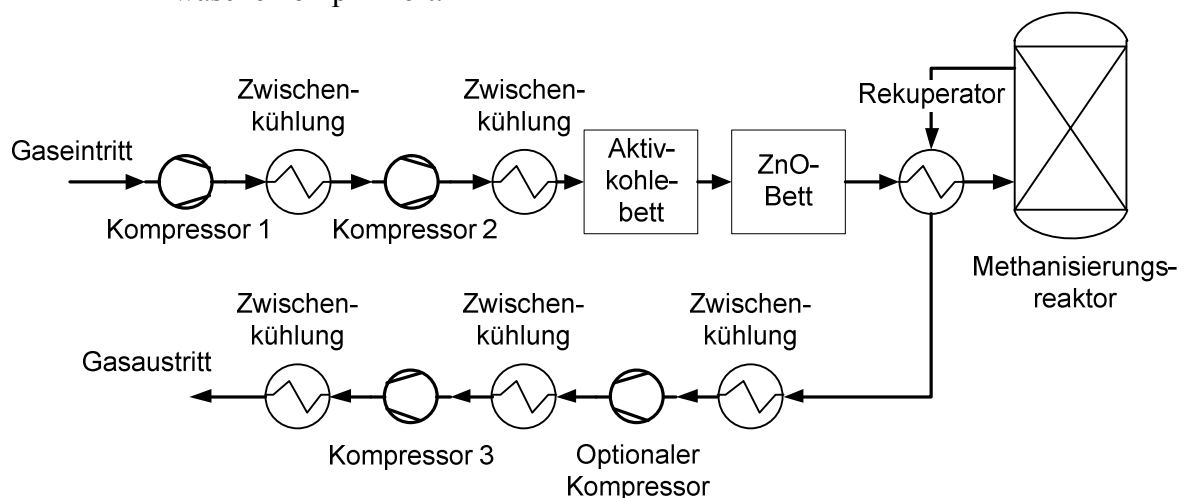 Zwischen-
kühlung
Zwischen-
kühlung
Rekuperator
Gaseintritt
Aktiv-
kohle-
bett
ZnO-
Bett
Kompressor 1
Kompressor 2
Methanisierungs-
reaktor
Zwischen-
kühlung
Zwischen-
kühlung
Zwischen-
kühlung
Gasaustritt
Kompressor 3
Optionaler
Kompressor